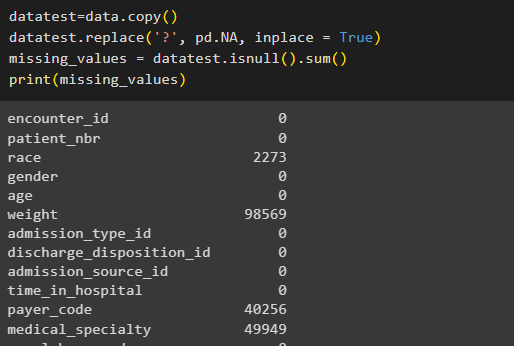 datatest=data.copy()
datatest.replace('?', pd.NA, inplace = True)
missing_values = datatest.isnull().sum()
print(missing_values)
encounter_id 0
patient_nbr 0
race 2273
gender 0
age 0
weight 98569
admission_type_id 0
discharge_disposition_id 0
admission_source_id 0
time_in_hospital 0
payer_code 40256
medical_specialty 49949